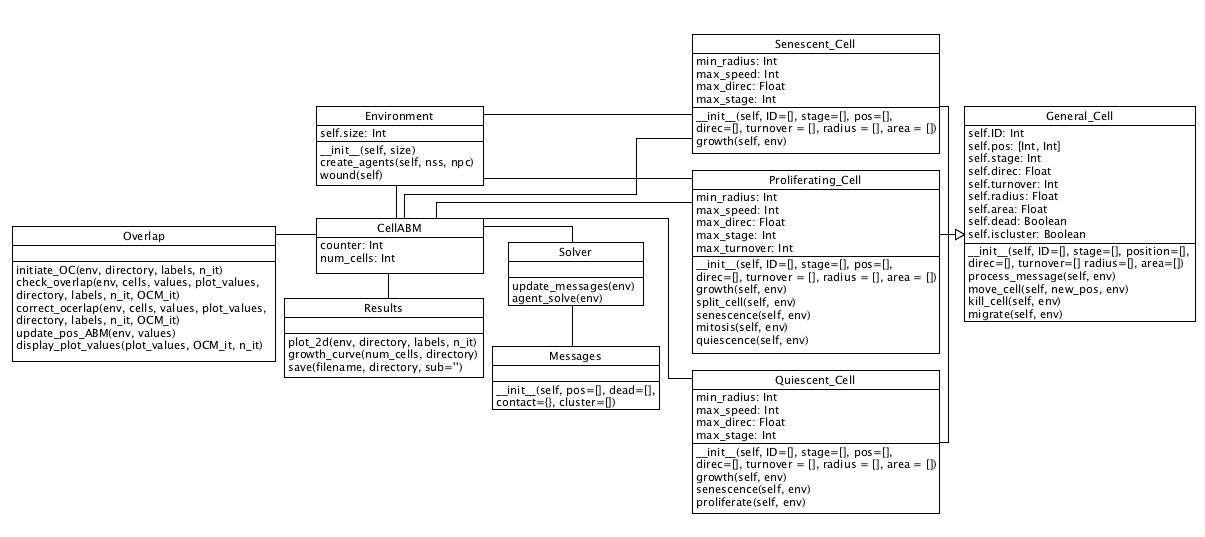 Senescent_Cell
min_radius: Int
max_speed: Int
max_direc: Float
max_stage: Int
__init__(self, ID=[], stage=[], pos=[],
direc=[], turnover = [], radius = [], area = [])
growth(self, env)
Environment
self.size: Int
__init__(self, size)
create_agents(self, nss, npc)
wound(self)
General_Cell
self.ID: Int
self.pos: [Int, Int]
self.stage: Int
self.direc: Float
self.turnover: Int
self.radius: Float
self.area: Float
self.dead: Boolean
self.iscluster: Boolean
__init__(self, ID=[], stage=[], position=[],
direc=[], turnover=[] radius=[], area=[])
process_message(self, env)
move_cell(self, new_pos, env)
kill_cell(self, env)
migrate(self, env)
Proliferating_Cell
min_radius: Int
max_speed: Int
max_direc: Float
max_stage: Int
max_turnover: Int
__init__(self, ID=[], stage=[], pos=[],
direc=[], turnover = [], radius = [], area = [])
growth(self, env)
split_cell(self, env)
senescence(self, env)
mitosis(self, env)
quiescence(self, env)
Overlap
initiate_OC(env, directory, labels, n_it)
check_overlap(env, cells, values, plot_values,
directory, labels, n_it, OCM_it)
correct_ocerlap(env, cells, values, plot_values,
directory, labels, n_it, OCM_it)
update_pos_ABM(env, values)
display_plot_values(plot_values, OCM_it, n_it)
CellABM
counter: Int
num_cells: Int
Solver
update_messages(env)
agent_solve(env)
Results
plot_2d(env, directory, labels, n_it)
growth_curve(num_cells, directory)
save(filename, directory, sub='')
Messages
__init__(self, pos=[], dead=[],
contact={}, cluster=[])
Quiescent_Cell
min_radius: Int
max_speed: Int
max_direc: Float
max_stage: Int
__init__(self, ID=[], stage=[], pos=[],
direc=[], turnover = [], radius = [], area = [])
growth(self, env)
senescence(self, env)
proliferate(self, env)